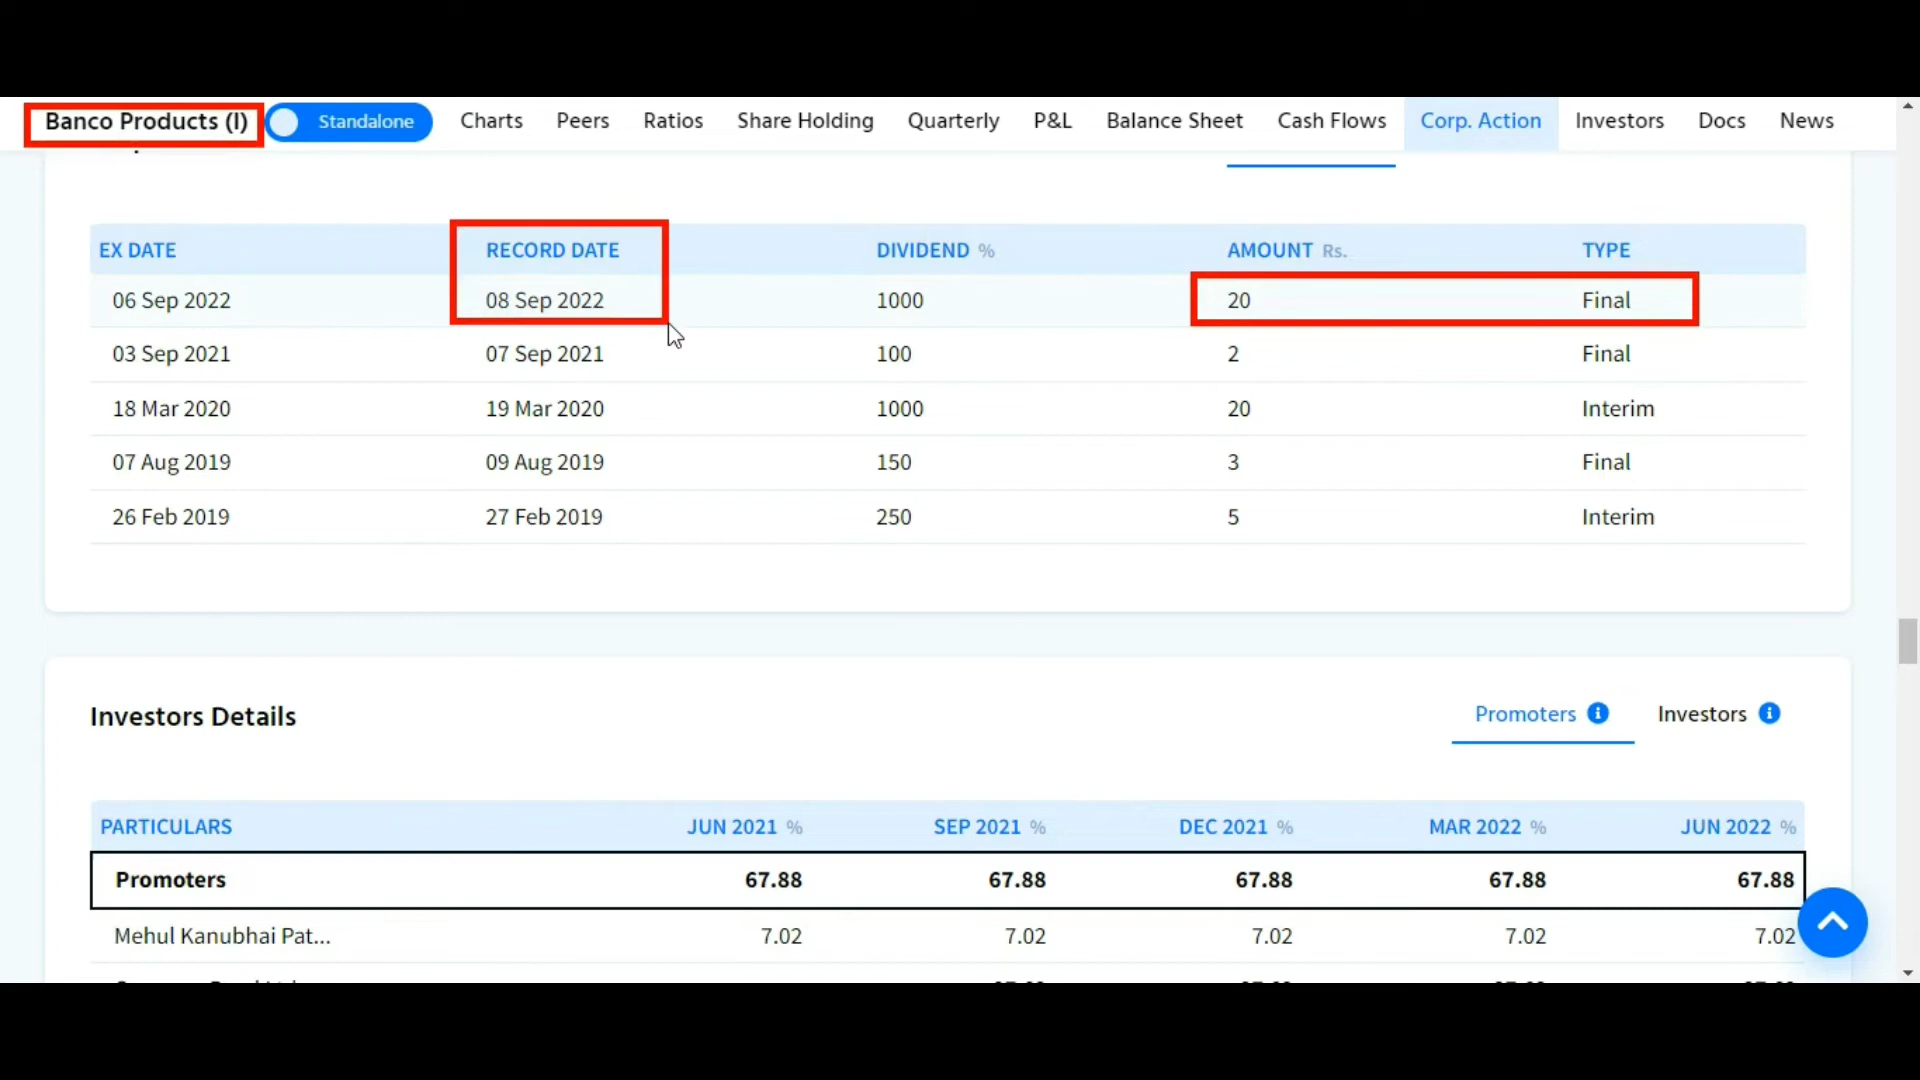 Banco Products (I) Standalone Charts Peers Ratios Share Holding Quarterly P&L Balance Sheet Cash Flows Corp. Action Investors Docs News
EX DATE RECORD DATE DIVIDEND % AMOUNT Rs. TYPE
06 Sep 2022 08 Sep 2022 1000 20 Final
03 Sep 2021 07 Sep 2021 100 2 Final
18 Mar 2020 19 Mar 2020 1000 20 Interim
07 Aug 2019 09 Aug 2019 150 3 Final
26 Feb 2019 27 Feb 2019 250 5 Interim
Investors Details Promoters Investors
PARTICULARS JUN 2021 % SEP 2021 % DEC 2021 % MAR 2022 % JUN 2022 %
Promoters 67.88 67.88 67.88 67.88 67.88
Mehul Kanubhai Pat... 7.02 7.02 7.02 7.02 7.02